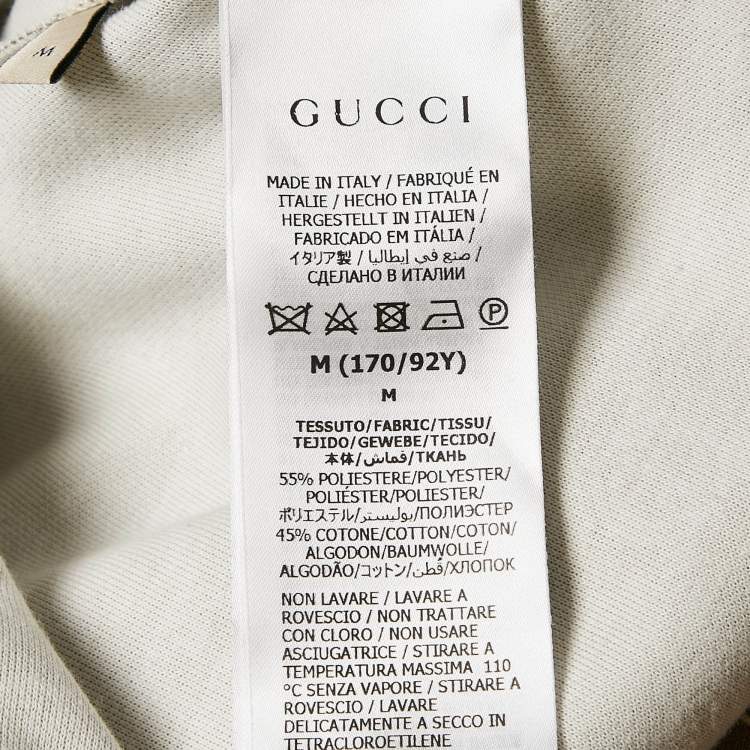 M
GUCCI
MADE IN ITALY / FABRIQUÉ EN
ITALIE / HECHO EN ITALIA /
HERGESTELLT IN ITALIEN /
FABRICADO EM ITÁLIA /
イタリア製 / صنع في إيطاليا /
СДЕЛАНО В ИТАЛИИ
P
M (170/92Y)
M
TESSUTO/FABRIC/TISSU/
TEJIDO/GEWEBE/TECIDO/
本体/قماش/ТКАНЬ
55% POLIESTERE/POLYESTER/
POLIÉSTER/POLIESTER/
ポリエステル/بوليستر/ПОЛИЭСТЕР
45% COTONE/COTTON/COTON/
ALGODON/BAUMWOLLE/
ALGODÃO/コットン/قطن/ХЛОПОК
NON LAVARE / LAVARE A
ROVESCIO / NON TRATTARE
CON CLORO / NON USARE
ASCIUGATRICE / STIRARE A
TEMPERATURA MASSIMA 110
°C SENZA VAPORE / STIRARE A
ROVESCIO / LAVARE
DELICATAMENTE A SECCO IN
TETRACLOROETILENE